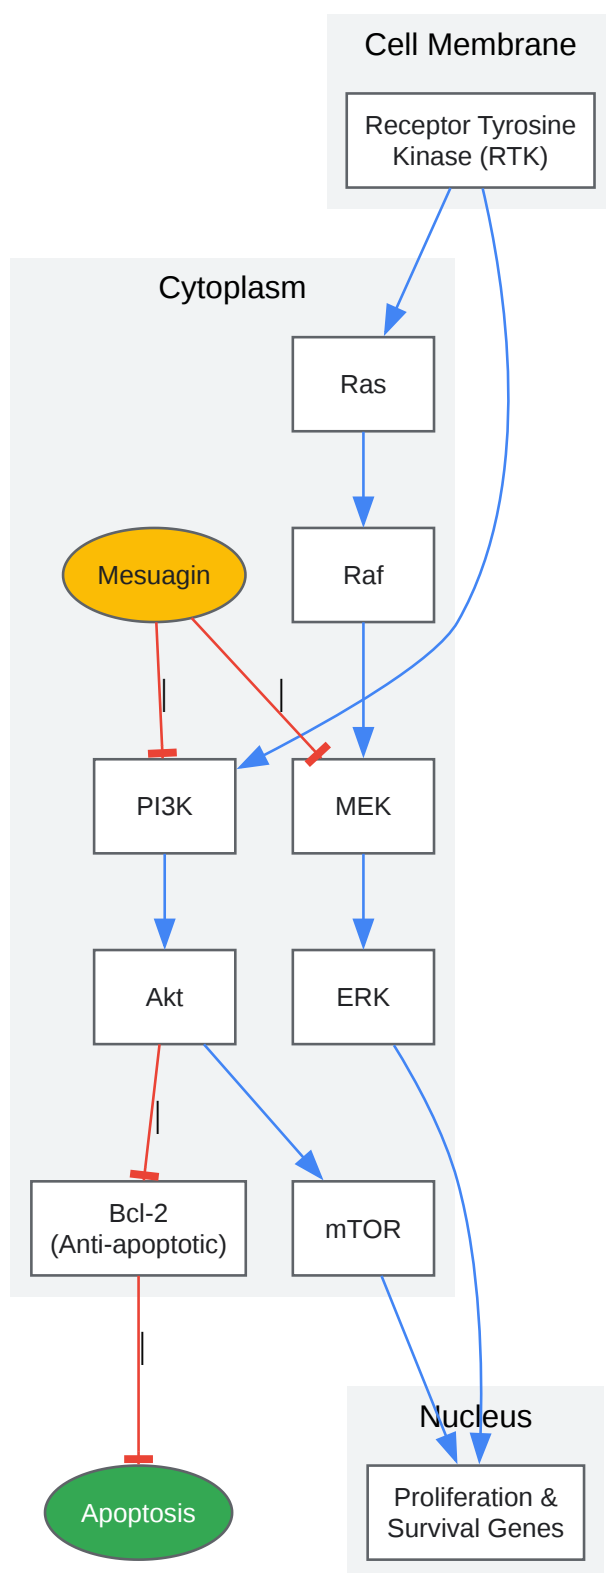 Cell Membrane
Receptor Tyrosine
Kinase (RTK)
Cytoplasm
Ras
Mesuagin
Raf
|
|
PI3K
MEK
Akt
ERK
|
Bcl-2
(Anti-apoptotic)
mTOR
|
Nucleus
Proliferation &
Survival Genes
Apoptosis